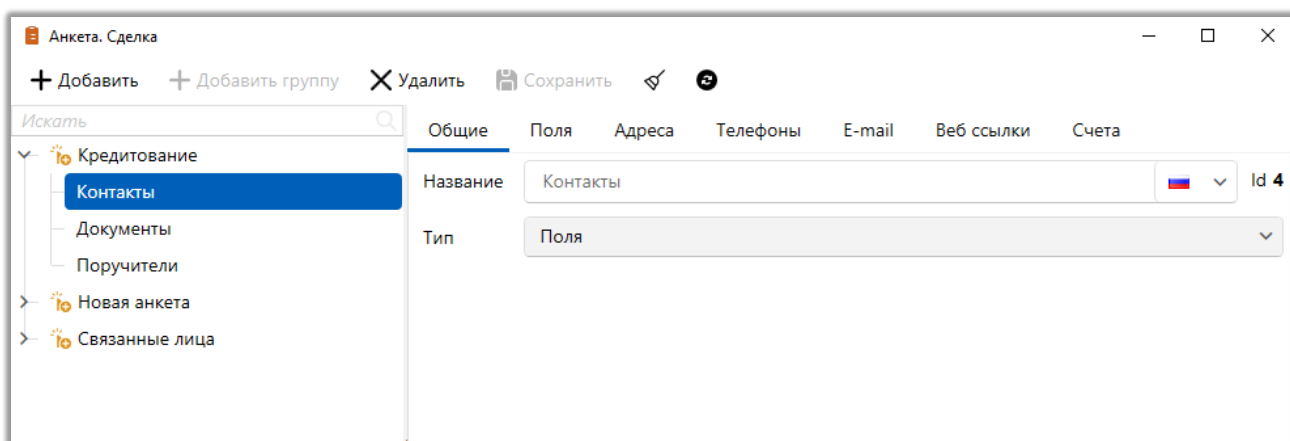 Анкета. Сделка
Добавить Добавить группу Удалить Сохранить
Искать
Общие Поля Адреса Телефоны E-mail Веб ссылки Счета
Кредитование
Контакты
Документы
Поручители
Новая анкета
Связанные лица
Название Контакты Id 4
Тип Поля